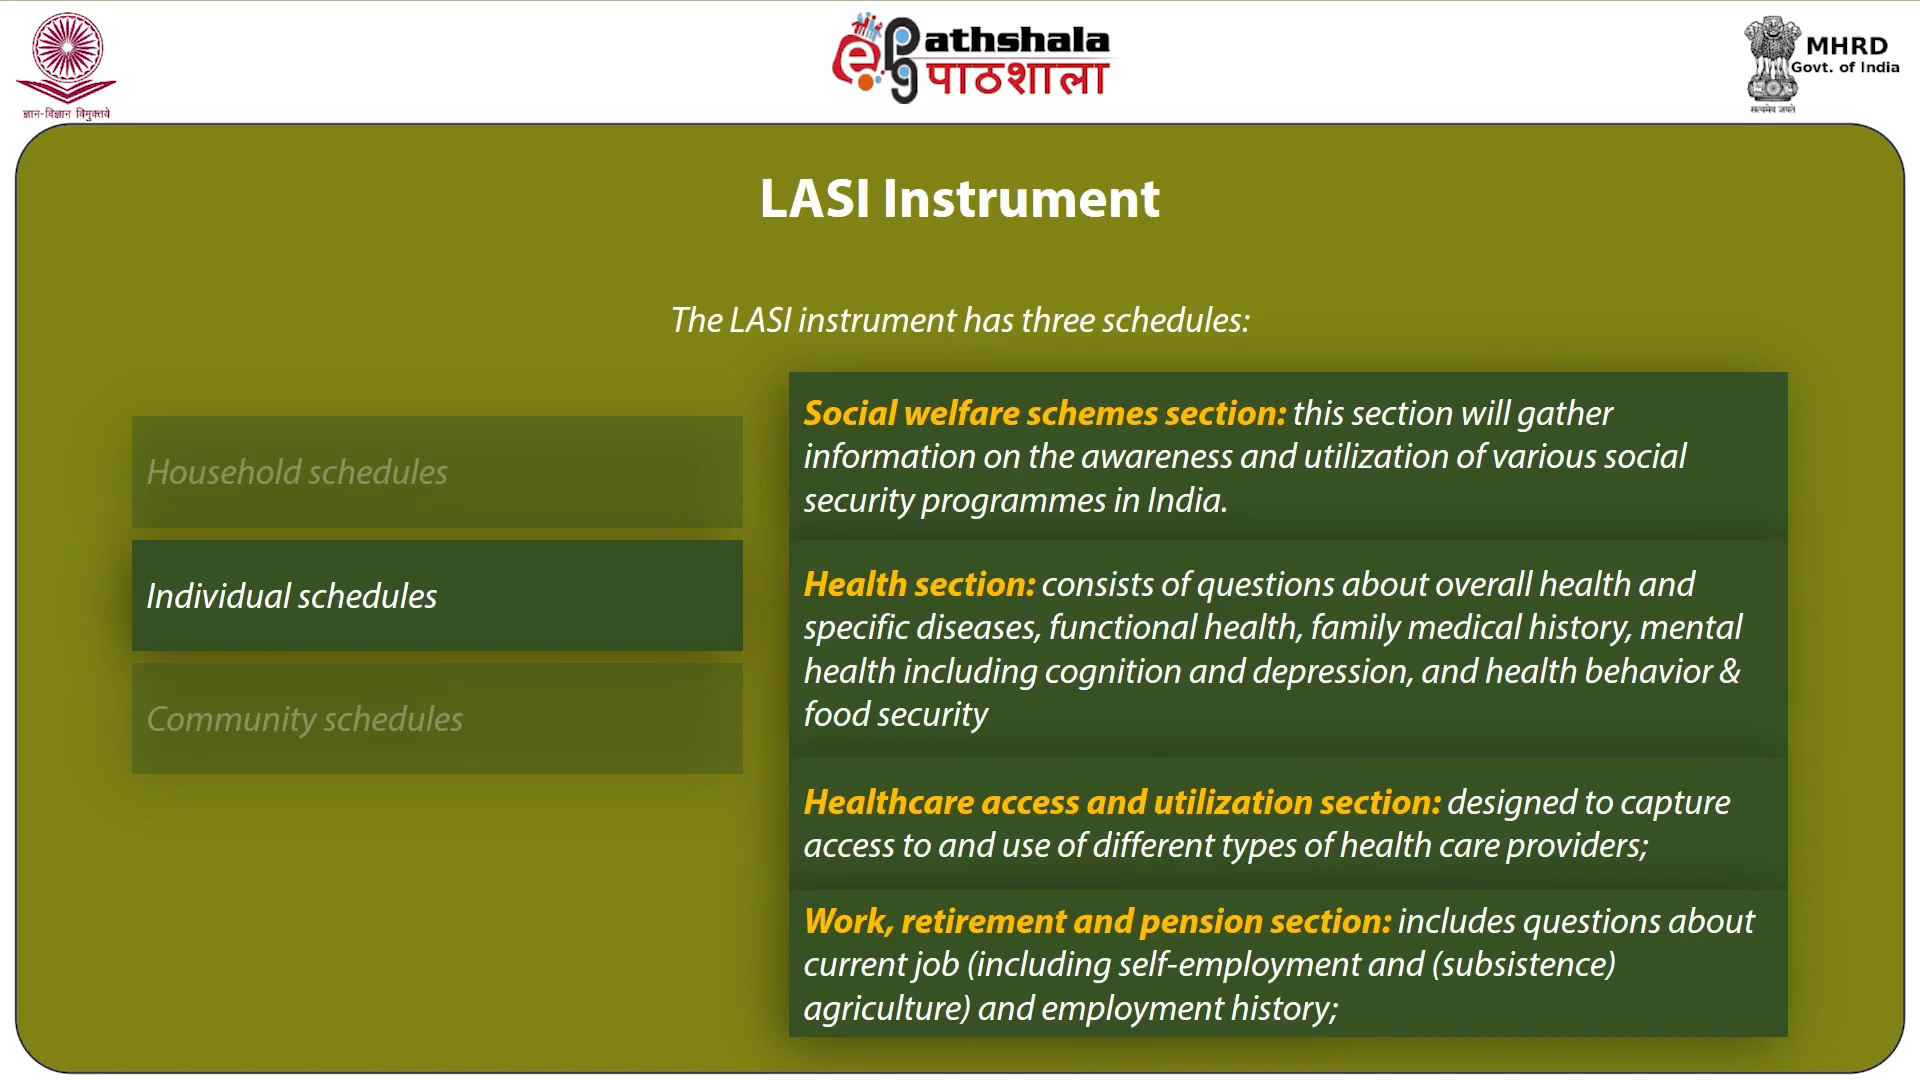 ज्ञान-विज्ञान विमुक्तये
ePG athshala
पाठशाला
सत्यमेव जयते
MHRD
Govt. of India
LASI Instrument
The LASI instrument has three schedules:
Household schedules
Individual schedules
Community schedules
Social welfare schemes section: this section will gather
information on the awareness and utilization of various social
security programmes in India.
Health section: consists of questions about overall health and
specific diseases, functional health, family medical history, mental
health including cognition and depression, and health behavior &
food security
Healthcare access and utilization section: designed to capture
access to and use of different types of health care providers;
Work, retirement and pension section: includes questions about
current job (including self-employment and (subsistence)
agriculture) and employment history;